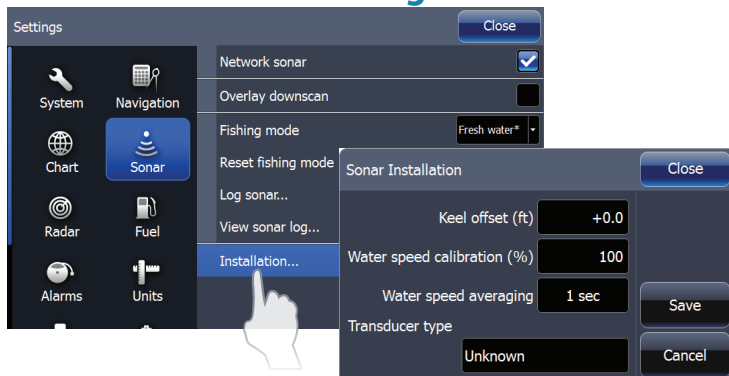 Settings
Close
System
Navigation
Chart
Sonar
Radar
Fuel
Alarms
Units
Network sonar
Overlay downscan
Fishing mode
Fresh water*
Reset fishing mode
Log sonar...
View sonar log...
Installation...
Sonar Installation
Close
Keel offset (ft)
+0.0
Water speed calibration (%)
100
Water speed averaging
1 sec
Transducer type
Unknown
Save
Cancel